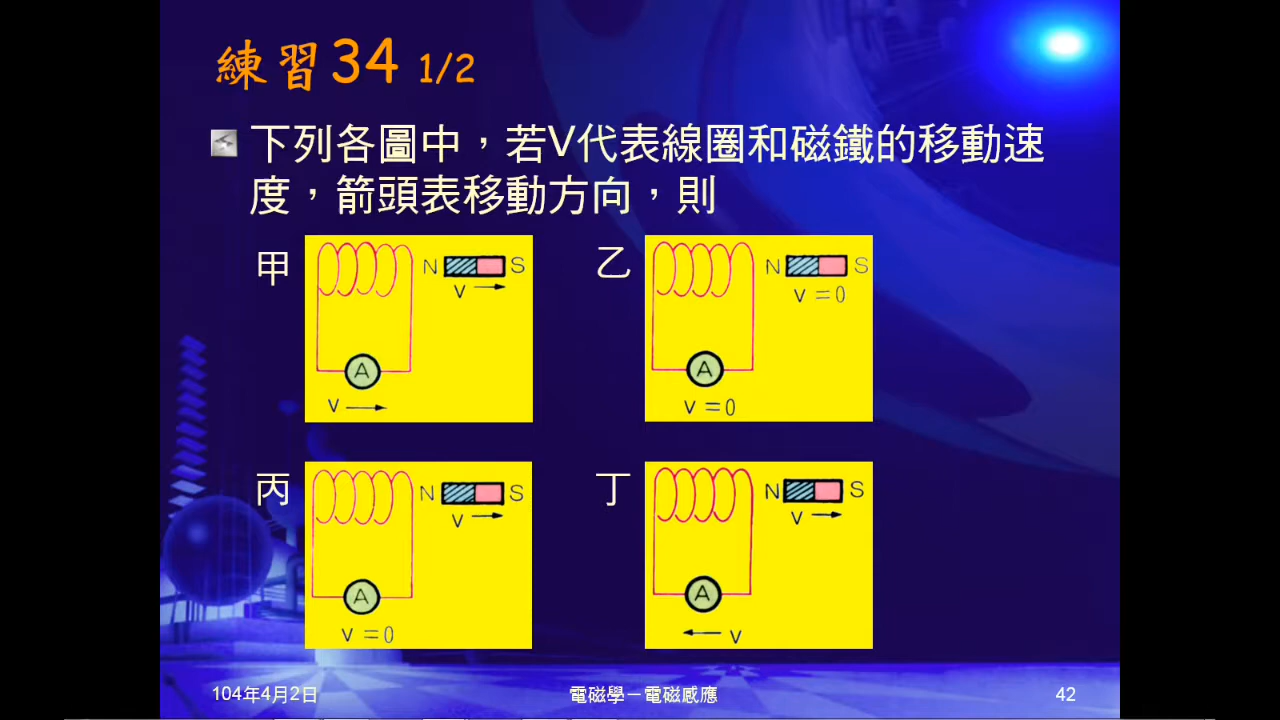 練習34 1/2
下列各圖中，若V代表線圈和磁鐵的移動速
度，箭頭表移動方向，則
甲
N S
V
A
V
乙
N S
V = 0
A
V = 0
丙
N S
V
A
V = 0
丁
N S
V
A
V
104年4月2日 電磁學－電磁感應 42